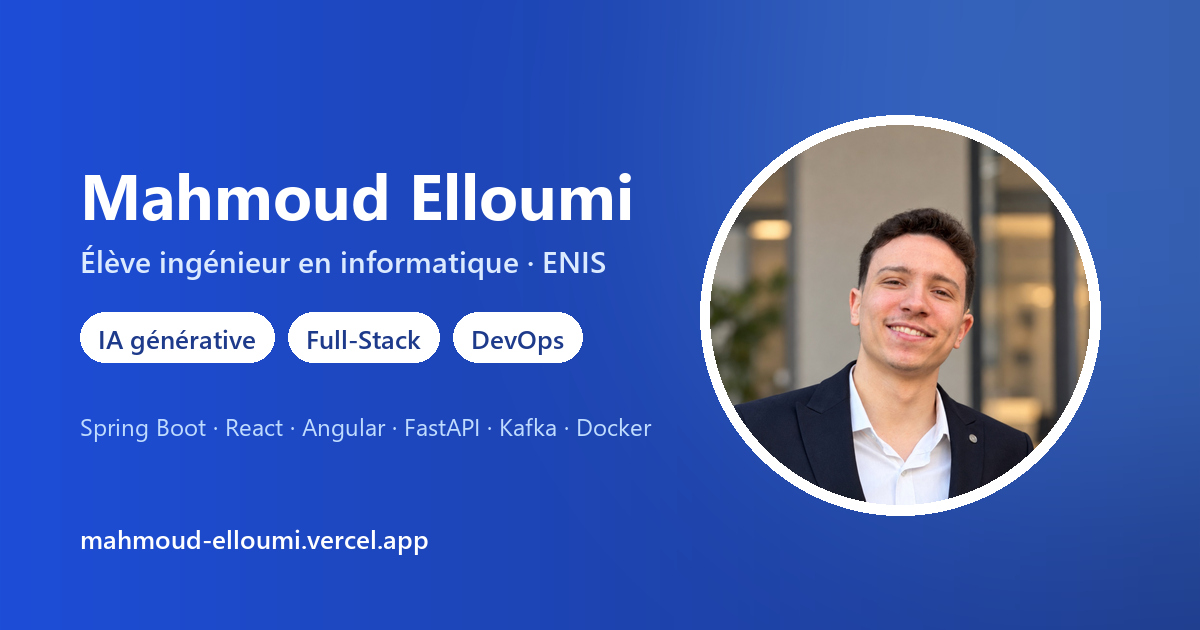 Mahmoud Elloumi
Élève ingénieur en informatique · ENIS
IA générative Full-Stack DevOps
Spring Boot · React · Angular · FastAPI · Kafka · Docker
mahmoud-elloumi.vercel.app